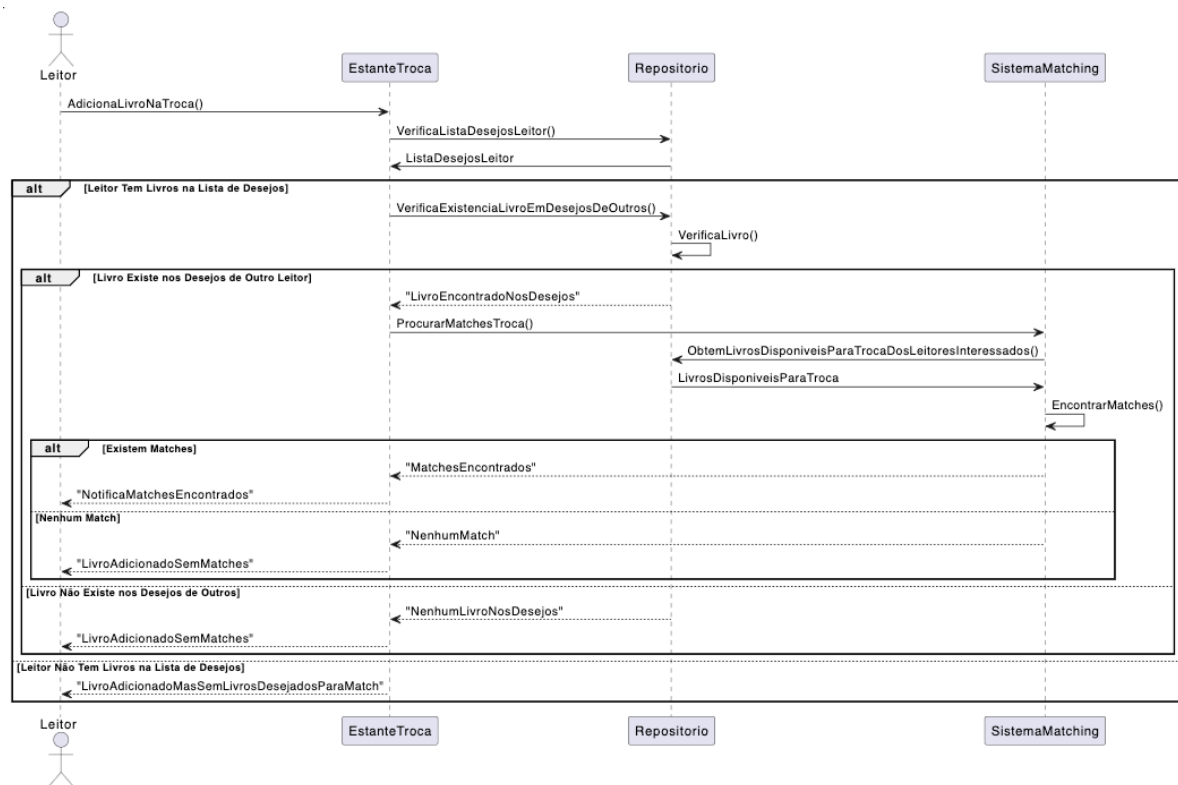 Leitor
EstanteTroca
Repositorio
SistemaMatching
AdicionaLivroNaTroca()
VerificaListaDesejosLeitor()
ListaDesejosLeitor
alt [Leitor Tem Livros na Lista de Desejos]
VerificaExistenciaLivroEmDesejosDeOutros()
VerificaLivro()
alt [Livro Existe nos Desejos de Outro Leitor]
"LivroEncontradoNosDesejos"
ProcurarMatchesTroca()
ObtemLivrosDisponiveisParaTrocaDosLeitoresInteressados()
LivrosDisponiveisParaTroca
EncontrarMatches()
alt [Existem Matches]
"MatchesEncontrados"
"NotificaMatchesEncontrados"
[Nenhum Match]
"NenhumMatch"
"LivroAdicionadoSemMatches"
[Livro Não Existe nos Desejos de Outros]
"NenhumLivroNosDesejos"
"LivroAdicionadoSemMatches"
[Leitor Não Tem Livros na Lista de Desejos]
"LivroAdicionadoMasSemLivrosDesejadosParaMatch"
Leitor
EstanteTroca
Repositorio
SistemaMatching